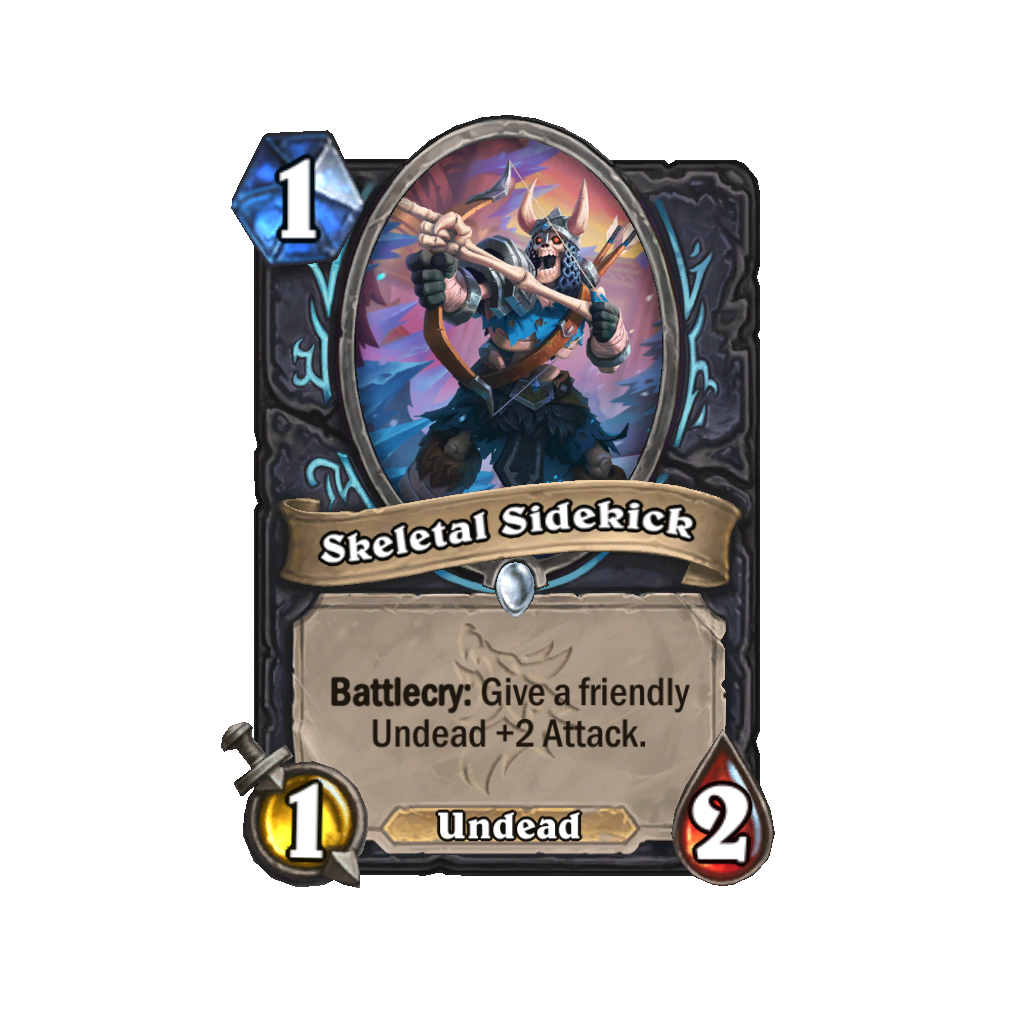 1
Skeletal Sidekick
Battlecry: Give a friendly
Undead +2 Attack.
1
Undead
2